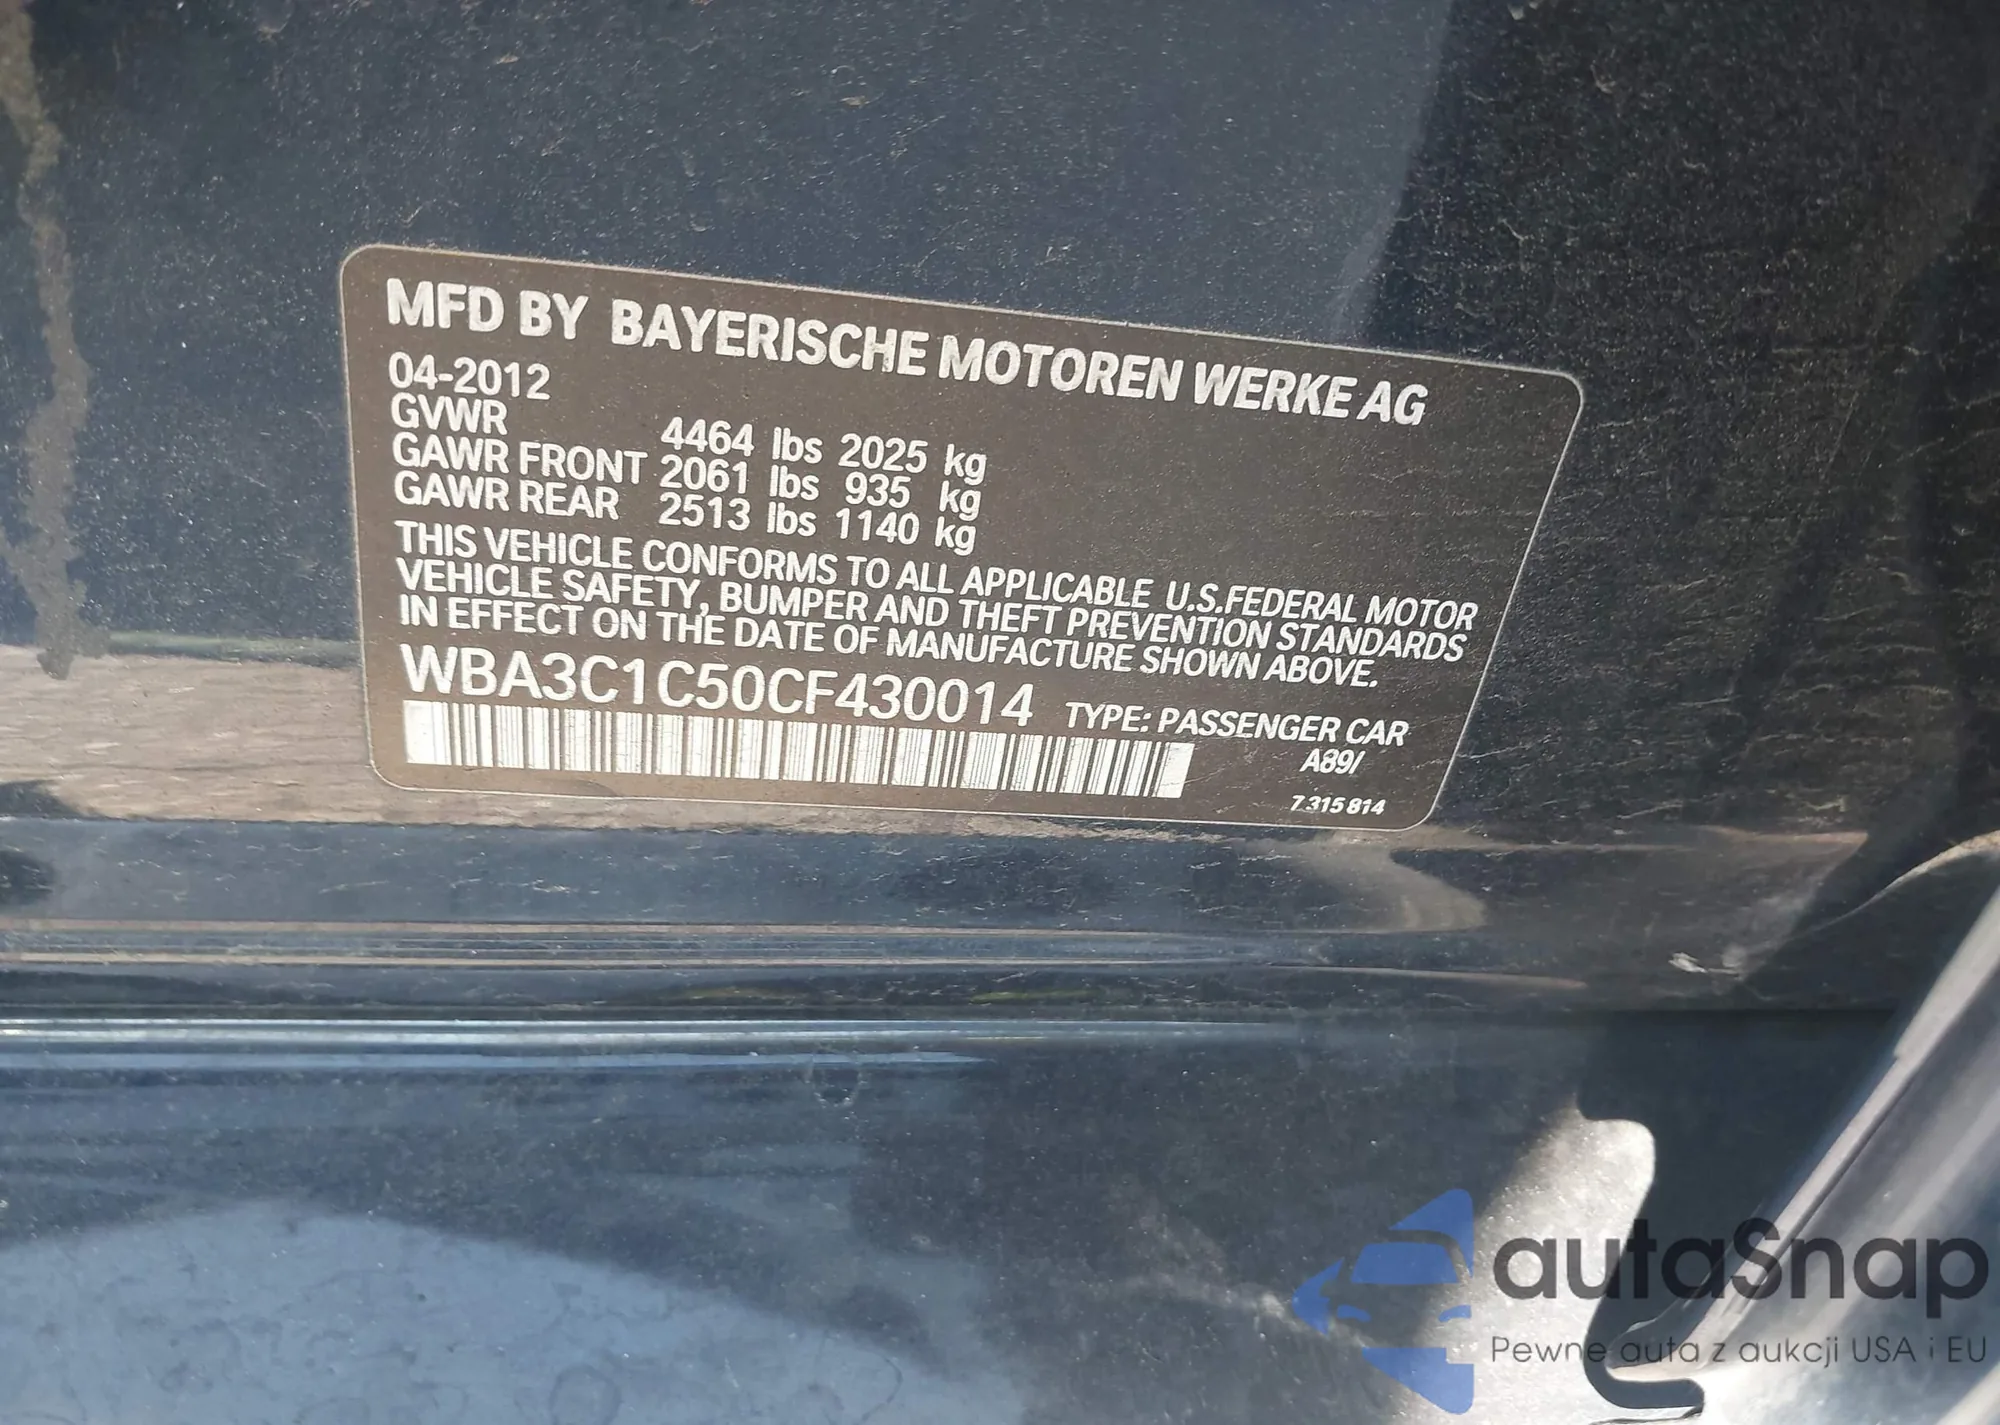 MFD BY BAYERISCHE MOTOREN WERKE AG
04-2012
GVWR 4464 lbs 2025 kg
GAWR FRONT 2061 lbs 935 kg
GAWR REAR 2513 lbs 1140 kg
THIS VEHICLE CONFORMS TO ALL APPLICABLE U.S.FEDERAL MOTOR
VEHICLE SAFETY, BUMPER AND THEFT PREVENTION STANDARDS
IN EFFECT ON THE DATE OF MANUFACTURE SHOWN ABOVE.
WBA3C1C50CF430014 TYPE: PASSENGER CAR
A89/
7 315 814
autaSnap
Pewne auta z aukcji USA i EU